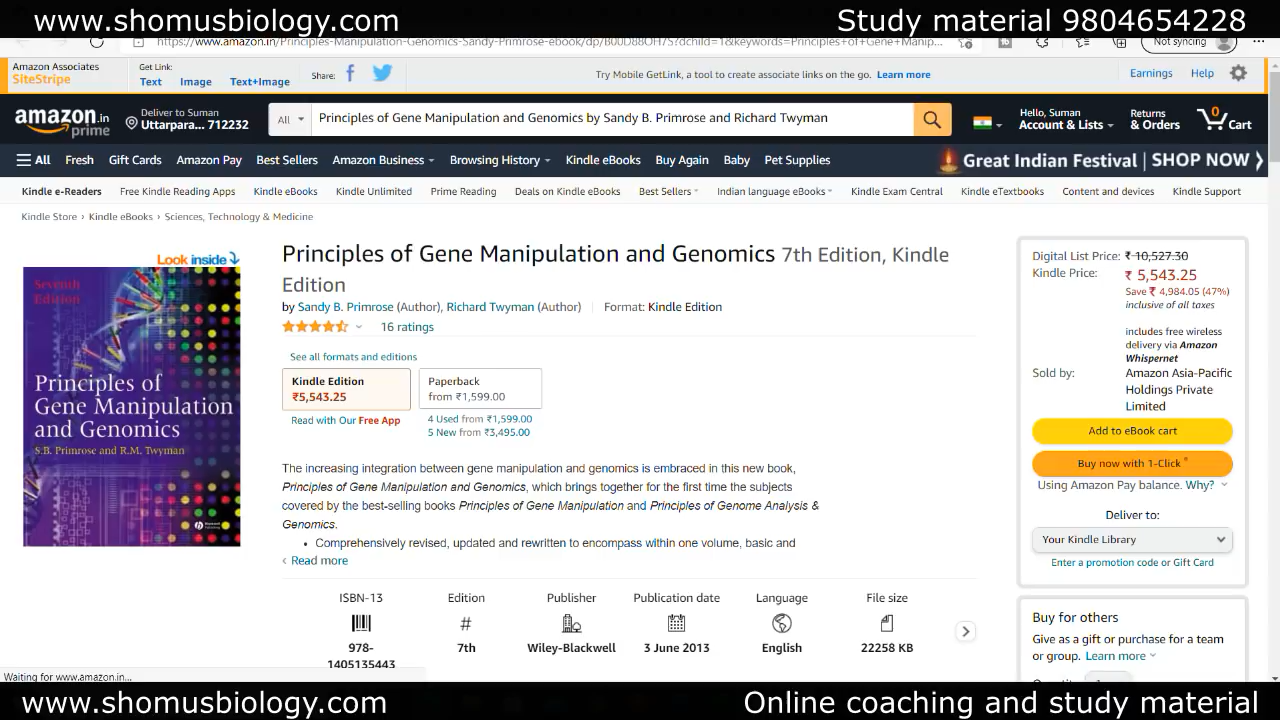 www.shomusbiology.com
Study material 9804654228
https://www.amazon.in/Principles-Manipulation-Genomics-Sandy-Primrose-ebook/dp/
Not syncing
Amazon Associates
SiteStripe
Get Link:
Text Image Text+Image
Share:
Try Mobile GetLink, a tool to create associate links on the go. Learn more
Earnings Help
amazon.in
prime
Deliver to Suman
Uttarpara... 712232
All
Principles of Gene Manipulation and Genomics by Sandy B. Primrose and Richard Twyman
Hello, Suman
Account & Lists
Returns
& Orders
0
Cart
All Fresh Gift Cards Amazon Pay Best Sellers Amazon Business Browsing History Kindle eBooks Buy Again Baby Pet Supplies
Great Indian Festival | SHOP NOW
Kindle e-Readers Free Kindle Reading Apps Kindle eBooks Kindle Unlimited Prime Reading Deals on Kindle eBooks Best Sellers Indian language eBooks Kindle Exam Central Kindle eTextbooks Content and devices Kindle Support
Kindle Store › Kindle eBooks › Sciences, Technology & Medicine
Look inside
Seventh
Edition
Principles of
Gene Manipulation
and Genomics
S.B. Primrose and R.M. Twyman
Principles of Gene Manipulation and Genomics 7th Edition, Kindle
Edition
by Sandy B. Primrose (Author), Richard Twyman (Author) | Format: Kindle Edition
16 ratings
See all formats and editions
Kindle Edition
₹5,543.25
Read with Our Free App
Paperback
from ₹1,599.00
4 Used from ₹1,599.00
5 New from ₹3,495.00
The increasing integration between gene manipulation and genomics is embraced in this new book,
Principles of Gene Manipulation and Genomics, which brings together for the first time the subjects
covered by the best-selling books Principles of Gene Manipulation and Principles of Genome Analysis &
Genomics.
• Comprehensively revised, updated and rewritten to encompass within one volume, basic and
‹ Read more
ISBN-13
978-
1405135443
Edition
#
7th
Publisher
Wiley-Blackwell
Publication date
3 June 2013
Language
English
File size
22258 KB
Digital List Price: ₹ 10,527.30
Kindle Price: ₹ 5,543.25
Save ₹ 4,984.05 (47%)
inclusive of all taxes
includes free wireless
delivery via Amazon
Whispernet
Sold by: Amazon Asia-Pacific
Holdings Private
Limited
Add to eBook cart
Buy now with 1-Click ®
Using Amazon Pay balance. Why?
Deliver to:
Your Kindle Library
Enter a promotion code or Gift Card
Buy for others
Give as a gift or purchase for a team
or group. Learn more
Waiting for www.amazon.in...
www.shomusbiology.com
Online coaching and study material